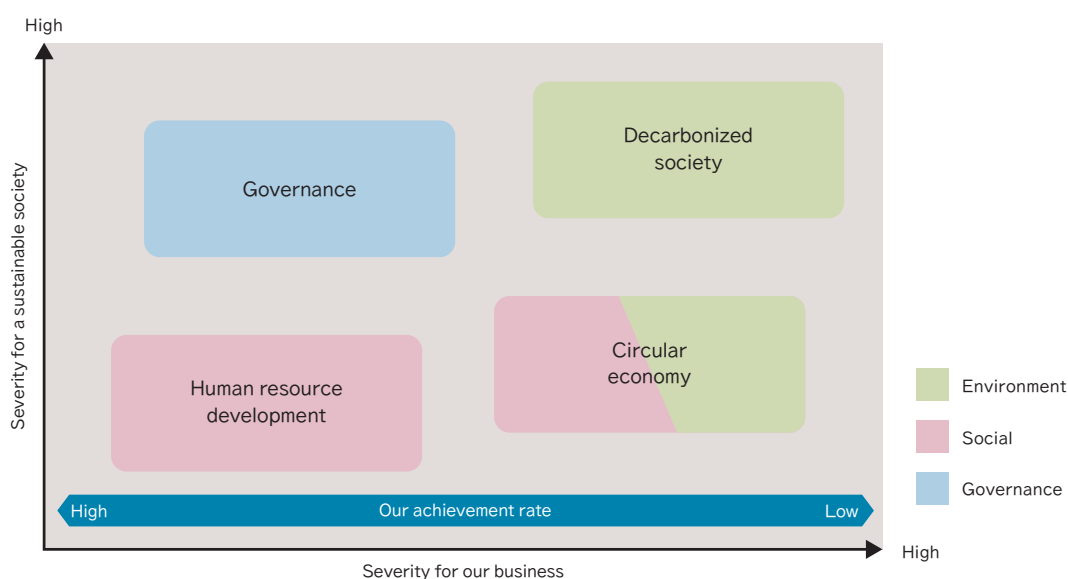 High
Severity for a sustainable society
Decarbonized
society
Governance
Circular
economy
Human resource
development
Environment
Social
Governance
High
Our achievement rate
Low
High
Severity for our business